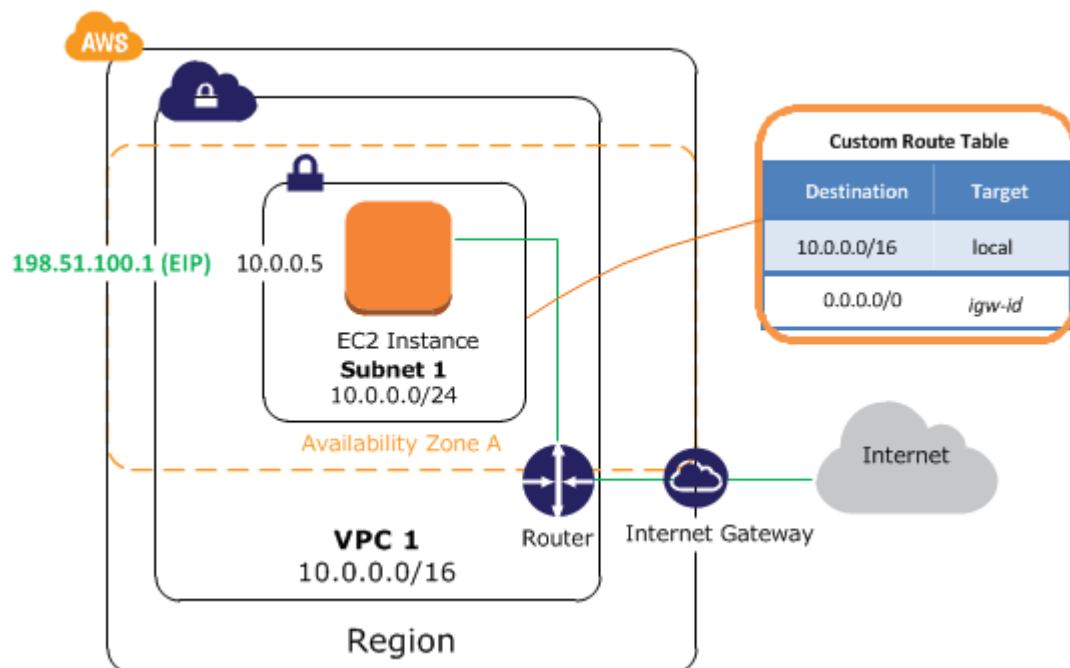 AWS
Custom Route Table
Destination Target
10.0.0.0/16 local
0.0.0.0/0 igw-id
198.51.100.1 (EIP) 10.0.0.5
EC2 Instance
Subnet 1
10.0.0.0/24
Availability Zone A
Internet
Router
Internet Gateway
VPC 1
10.0.0.0/16
Region